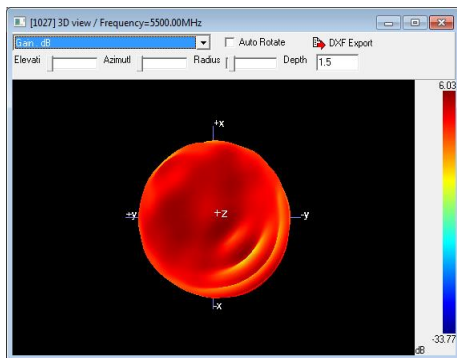 [1027] 3D view / Frequency=5500.00MHz
Gain, dB
Auto Rotate
DXF Export
Elevati
Azimutl
Radius
Depth
1.5
6.03
+x
+y
+z
-y
-x
-33.77
dB